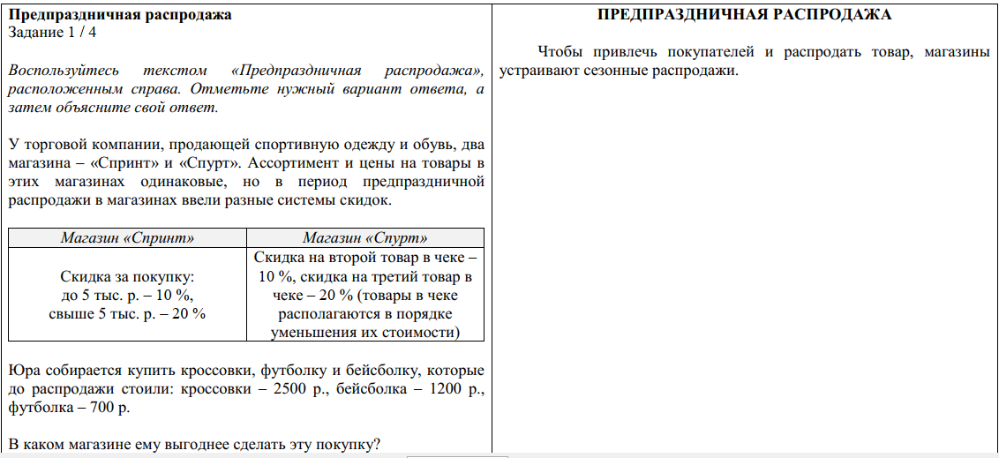 Предпраздничная распродажа
Задание 1 / 4
Воспользуйтесь текстом «Предпраздничная распродажа»,
расположенным справа. Отметьте нужный вариант ответа, а
затем объясните свой ответ.
У торговой компании, продающей спортивную одежду и обувь, два
магазина – «Спринт» и «Спурт». Ассортимент и цены на товары в
этих магазинах одинаковые, но в период предпраздничной
распродажи в магазинах ввели разные системы скидок.
Магазин «Спринт»
Скидка за покупку:
до 5 тыс. р. – 10 %,
свыше 5 тыс. р. – 20 %
Магазин «Спурт»
Скидка на второй товар в чеке –
10 %, скидка на третий товар в
чеке – 20 % (товары в чеке
располагаются в порядке
уменьшения их стоимости)
Юра собирается купить кроссовки, футболку и бейсболку, которые
до распродажи стоили: кроссовки – 2500 р., бейсболка – 1200 р.,
футболка – 700 р.
В каком магазине ему выгоднее сделать эту покупку?
ПРЕДПРАЗДНИЧНАЯ РАСПРОДАЖА
Чтобы привлечь покупателей и распродать товар, магазины
устраивают сезонные распродажи.